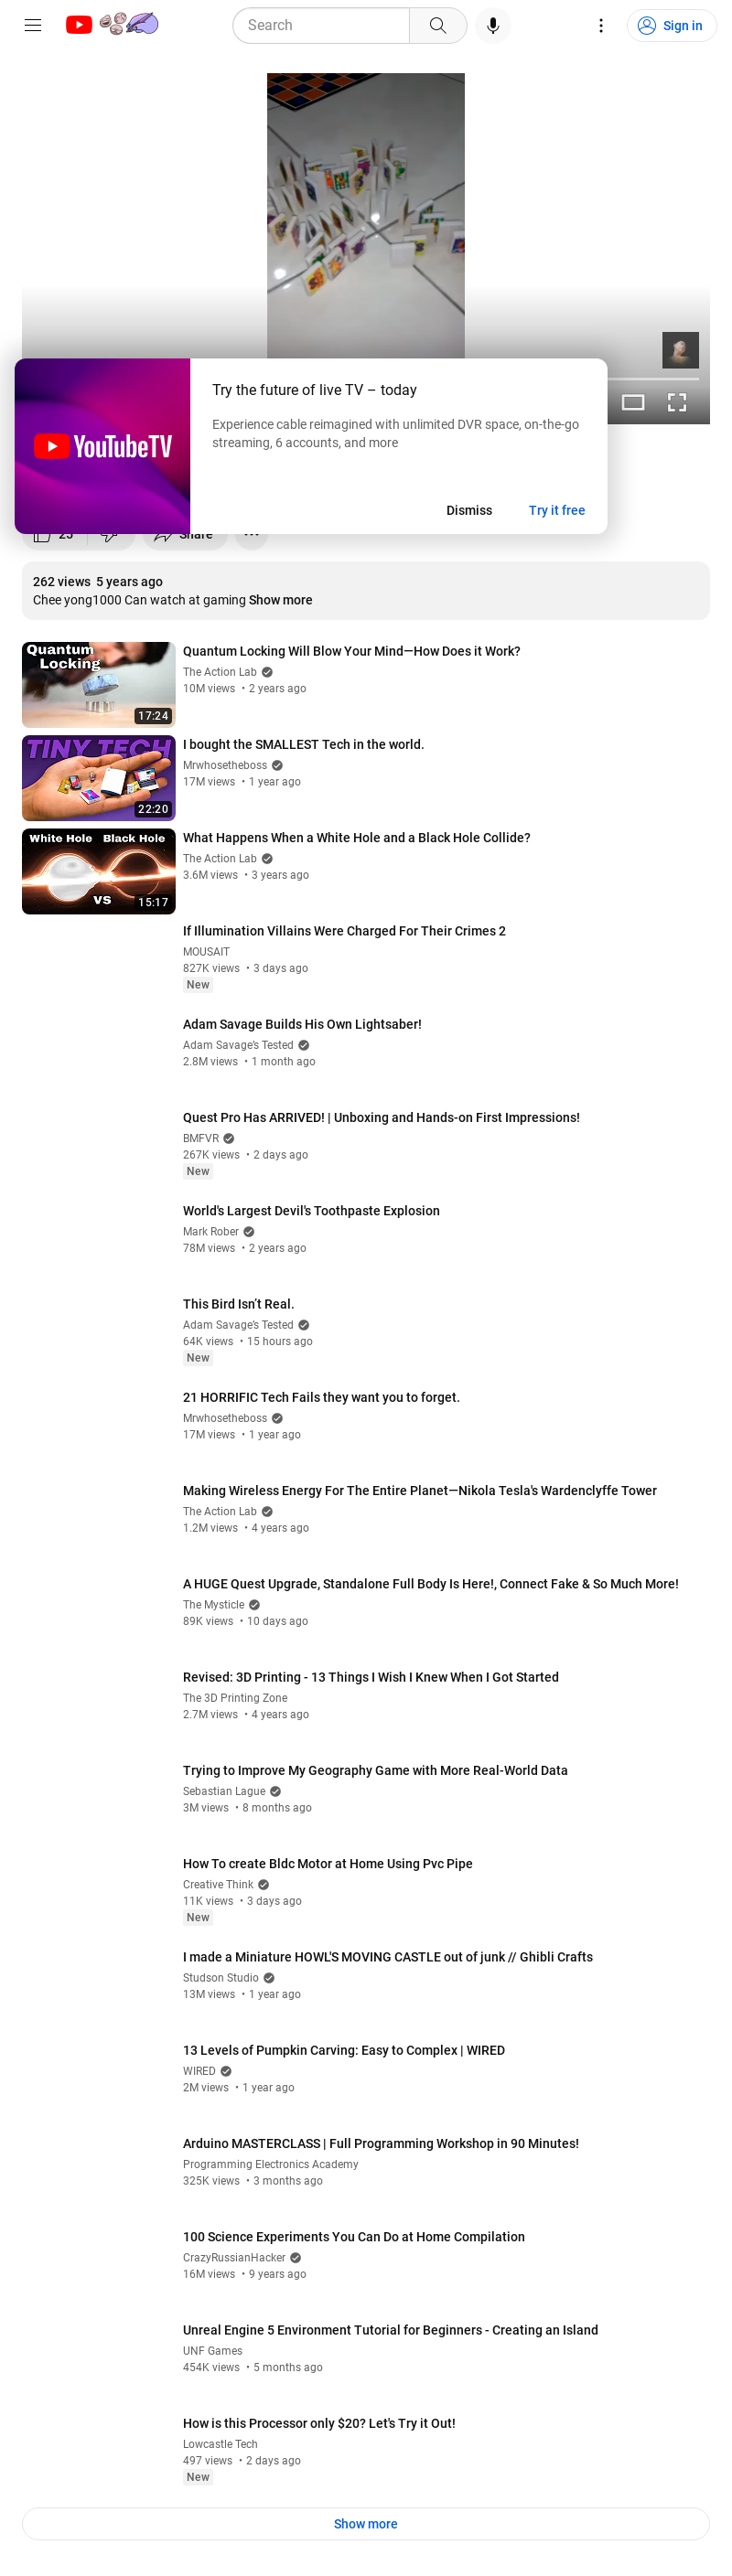 Search
Sign in
YouTubeTV
Try the future of live TV – today
Experience cable reimagined with unlimited DVR space, on-the-go
streaming, 6 accounts, and more
Dismiss
Try it free
25
Share
262 views 5 years ago
Chee yong1000 Can watch at gaming Show more
Quantum
Locking
17:24
Quantum Locking Will Blow Your Mind—How Does it Work?
The Action Lab
10M views • 2 years ago
TINY TECH
22:20
I bought the SMALLEST Tech in the world.
Mrwhosetheboss
17M views • 1 year ago
White Hole Black Hole
VS
15:17
What Happens When a White Hole and a Black Hole Collide?
The Action Lab
3.6M views • 3 years ago
If Illumination Villains Were Charged For Their Crimes 2
MOUSAIT
827K views • 3 days ago
New
Adam Savage Builds His Own Lightsaber!
Adam Savage's Tested
2.8M views • 1 month ago
Quest Pro Has ARRIVED! | Unboxing and Hands-on First Impressions!
BMFVR
267K views • 2 days ago
New
World's Largest Devil's Toothpaste Explosion
Mark Rober
78M views • 2 years ago
This Bird Isn’t Real.
Adam Savage’s Tested
64K views • 15 hours ago
New
21 HORRIFIC Tech Fails they want you to forget.
Mrwhosetheboss
17M views • 1 year ago
Making Wireless Energy For The Entire Planet—Nikola Tesla's Wardenclyffe Tower
The Action Lab
1.2M views • 4 years ago
A HUGE Quest Upgrade, Standalone Full Body Is Here!, Connect Fake & So Much More!
The Mysticle
89K views • 10 days ago
Revised: 3D Printing - 13 Things I Wish I Knew When I Got Started
The 3D Printing Zone
2.7M views • 4 years ago
Trying to Improve My Geography Game with More Real-World Data
Sebastian Lague
3M views • 8 months ago
How To create Bldc Motor at Home Using Pvc Pipe
Creative Think
11K views • 3 days ago
New
I made a Miniature HOWL'S MOVING CASTLE out of junk // Ghibli Crafts
Studson Studio
13M views • 1 year ago
13 Levels of Pumpkin Carving: Easy to Complex | WIRED
WIRED
2M views • 1 year ago
Arduino MASTERCLASS | Full Programming Workshop in 90 Minutes!
Programming Electronics Academy
325K views • 3 months ago
100 Science Experiments You Can Do at Home Compilation
CrazyRussianHacker
16M views • 9 years ago
Unreal Engine 5 Environment Tutorial for Beginners - Creating an Island
UNF Games
454K views • 5 months ago
How is this Processor only $20? Let's Try it Out!
Lowcastle Tech
497 views • 2 days ago
New
Show more